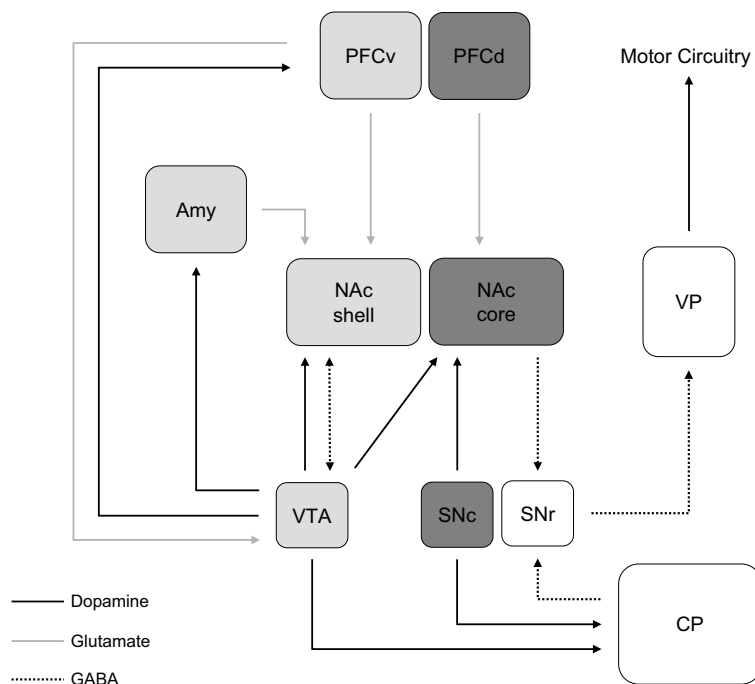 PFCv
PFCd
Motor Circuitry
Amy
NAc
shell
NAc
core
VP
VTA
SNc
SNr
CP
Dopamine
Glutamate
GABA